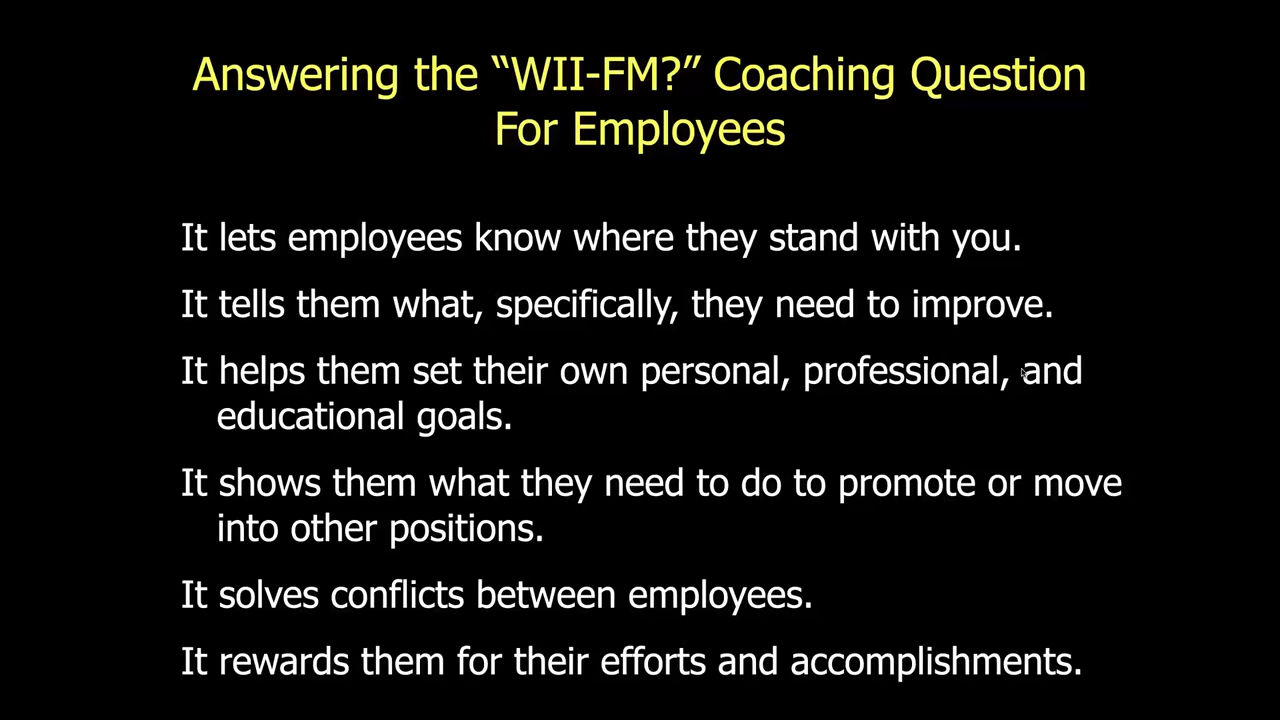 Answering the “WII-FM?” Coaching Question
For Employees
It lets employees know where they stand with you.
It tells them what, specifically, they need to improve.
It helps them set their own personal, professional, and
educational goals.
It shows them what they need to do to promote or move
into other positions.
It solves conflicts between employees.
It rewards them for their efforts and accomplishments.